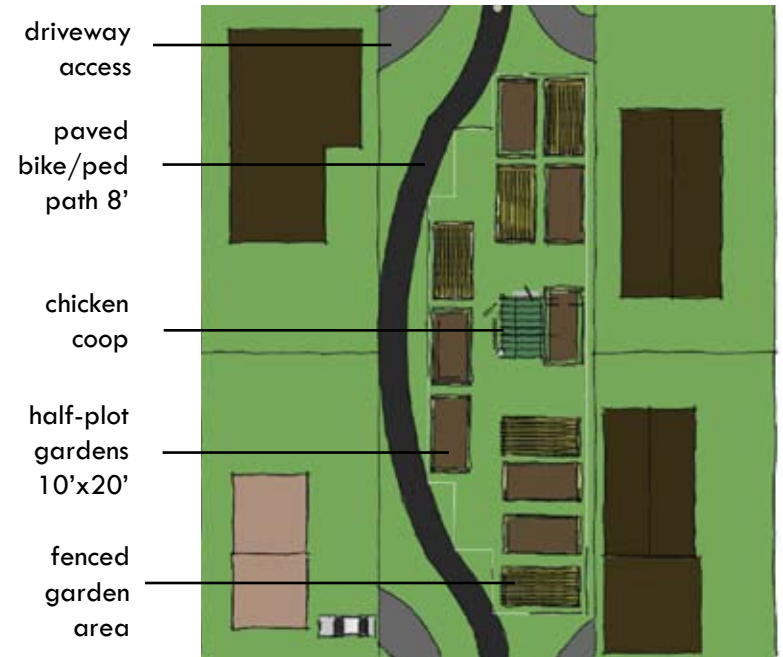 driveway
access
paved
bike/ped
path 8’
chicken
coop
half-plot
gardens
10’x20’
fenced
garden
area